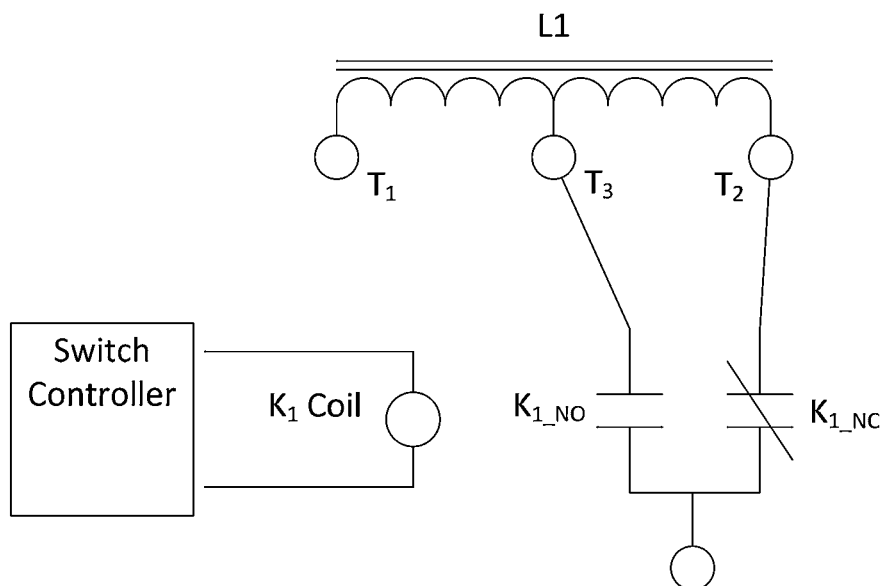 L1
T₁
T₃
T₂
Switch
Controller
K₁ Coil
K₁_NO
K₁_NC